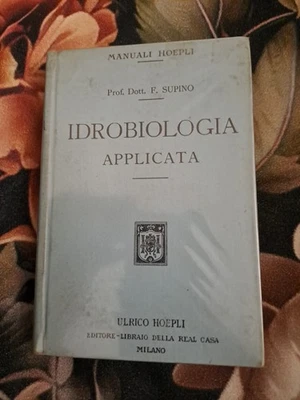 MANUALI HOEPLI
Prof. Dott. F. SUPINO
IDROBIOLOGIA
APPLICATA
ULRICO HOEPLI
EDITORE-LIBRAIO DELLA REAL CASA
MILANO